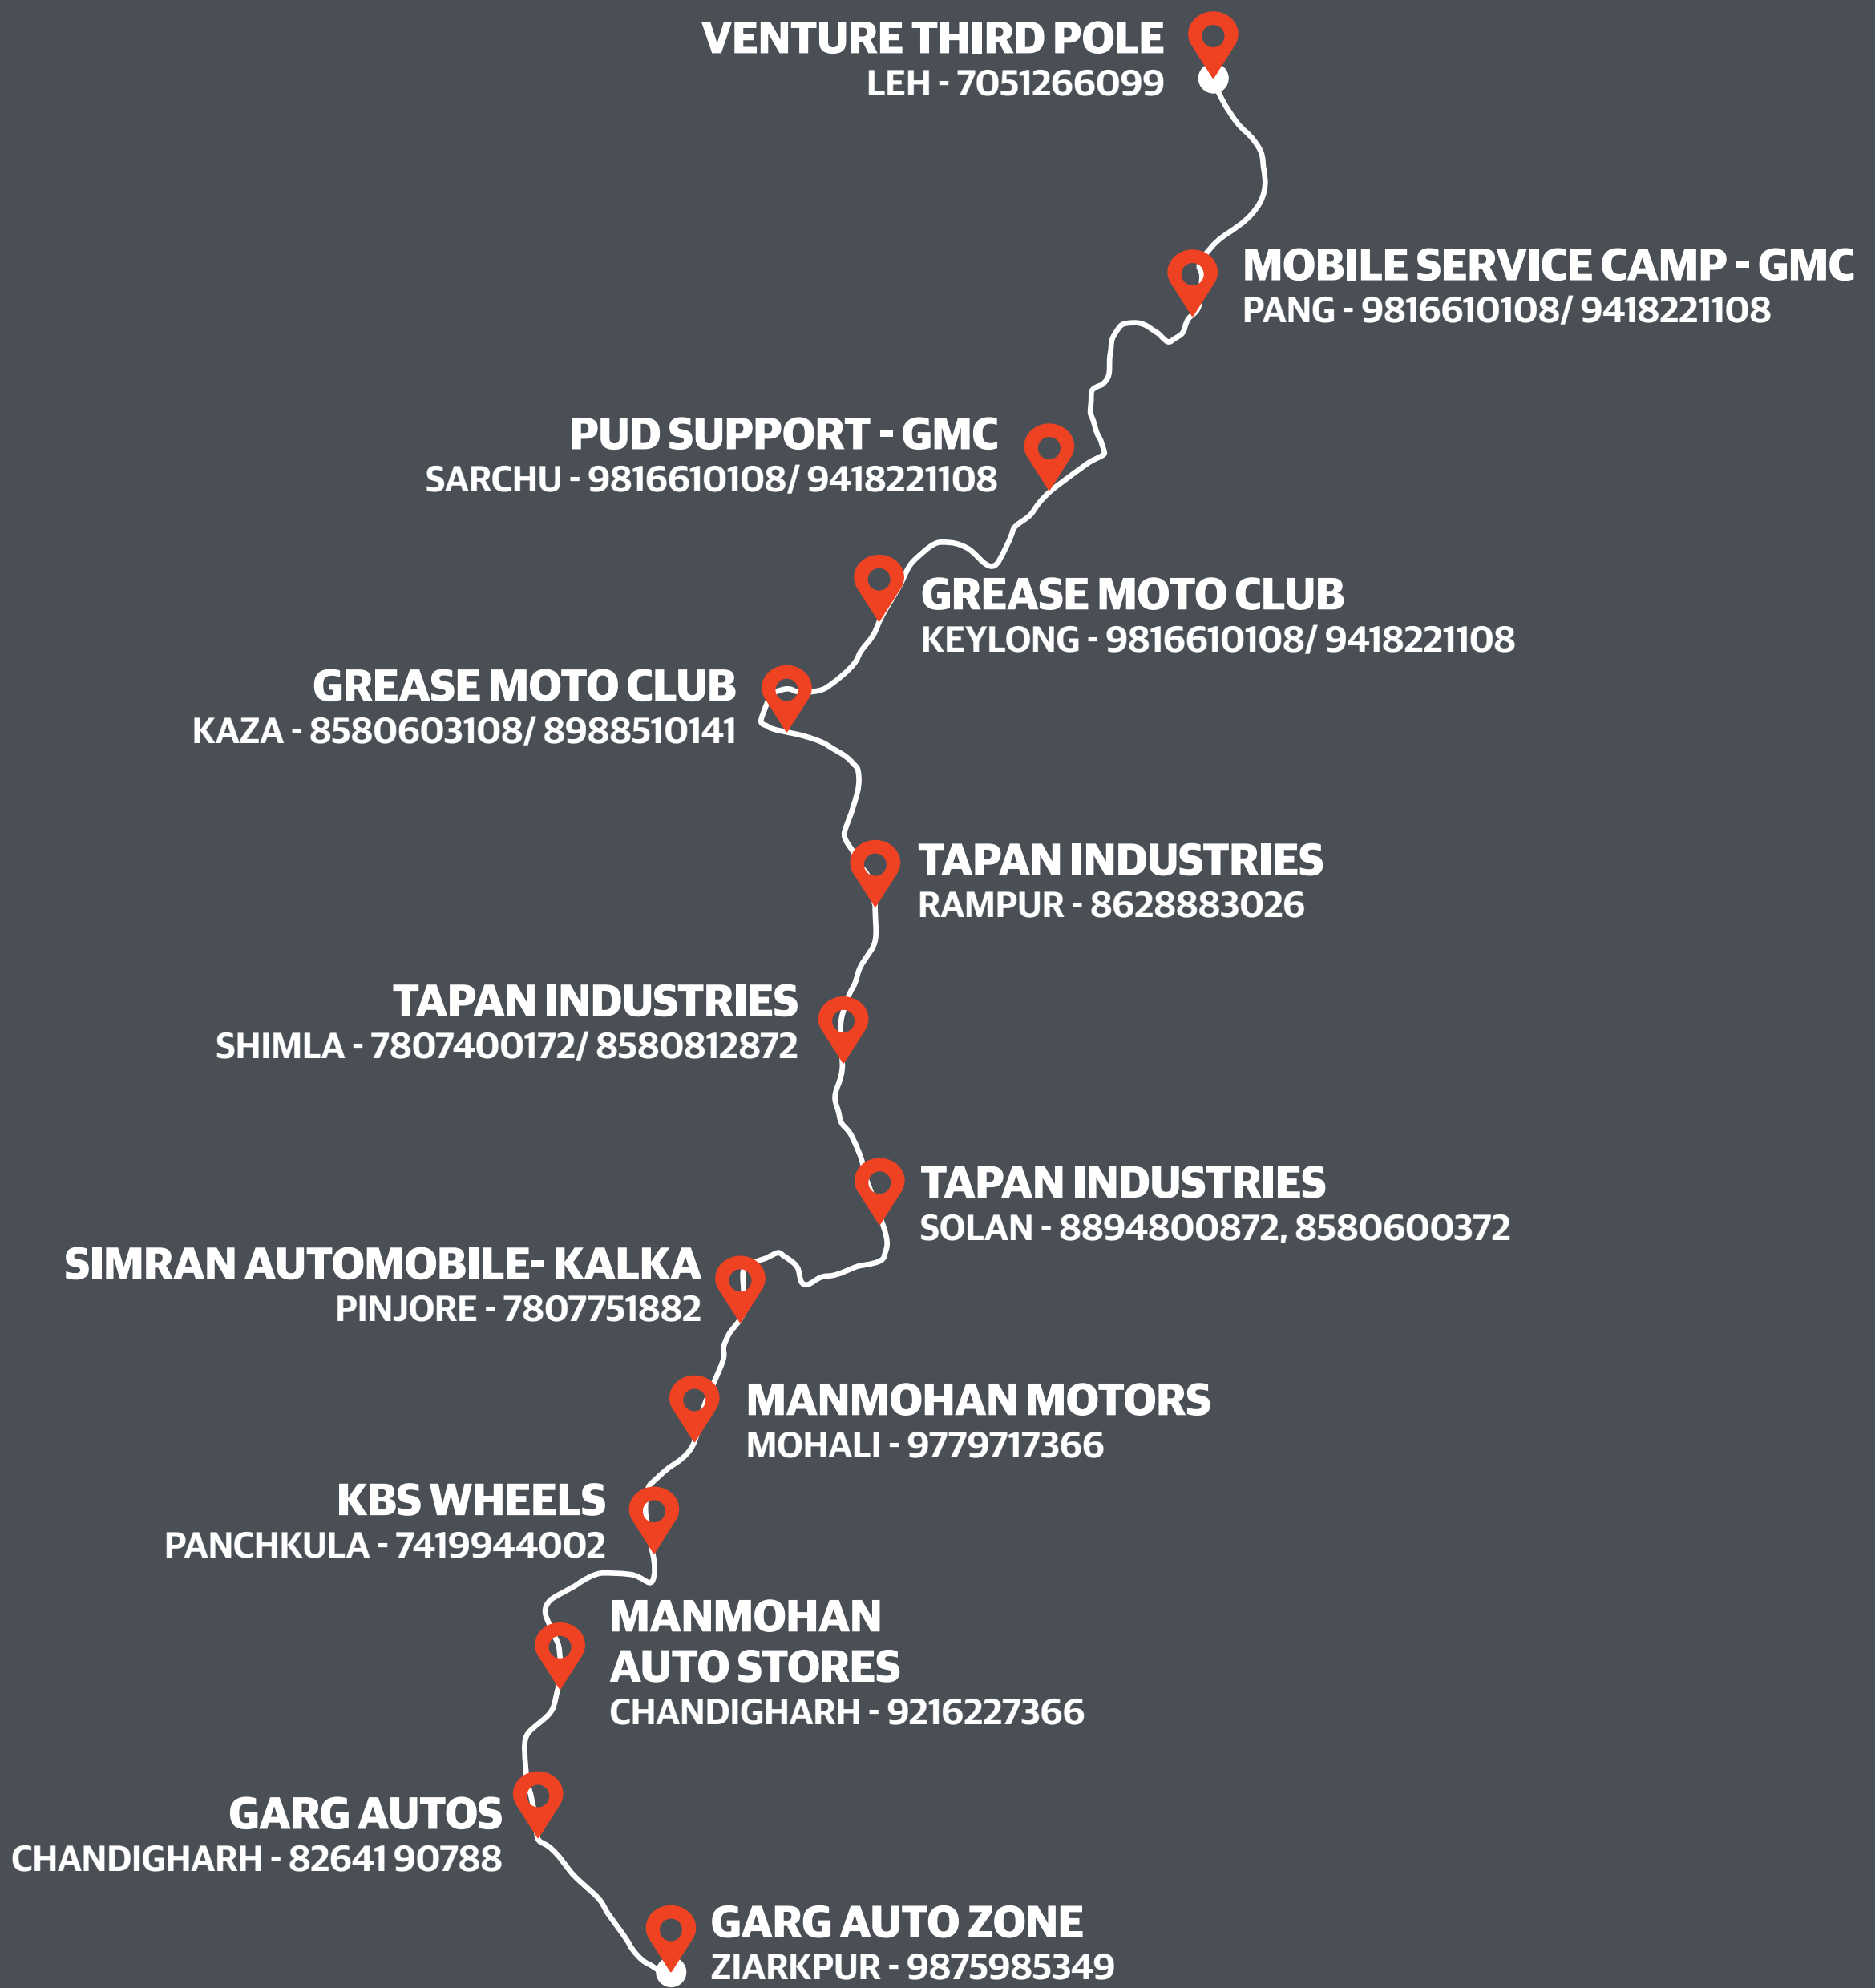 VENTURE THIRD POLE
LEH - 7051266099
MOBILE SERVICE CAMP - GMC
PANG - 9816610108/ 9418221108
PUD SUPPORT - GMC
SARCHU - 9816610108/ 9418221108
GREASE MOTO CLUB
KEYLONG - 9816610108/ 9418221108
GREASE MOTO CLUB
KAZA - 8580603108/ 8988510141
TAPAN INDUSTRIES
RAMPUR - 8628883026
TAPAN INDUSTRIES
SHIMLA - 7807400172/ 8580812872
TAPAN INDUSTRIES
SOLAN - 8894800872, 8580600372
SIMRAN AUTOMOBILE- KALKA
PINJORE - 7807751882
MANMOHAN MOTORS
MOHALI - 9779717366
KBS WHEELS
PANCHKULA - 7419944002
MANMOHAN
AUTO STORES
CHANDIGHARH - 9216227366
GARG AUTOS
CHANDIGHARH - 82641 90788
GARG AUTO ZONE
ZIARKPUR - 9875985349